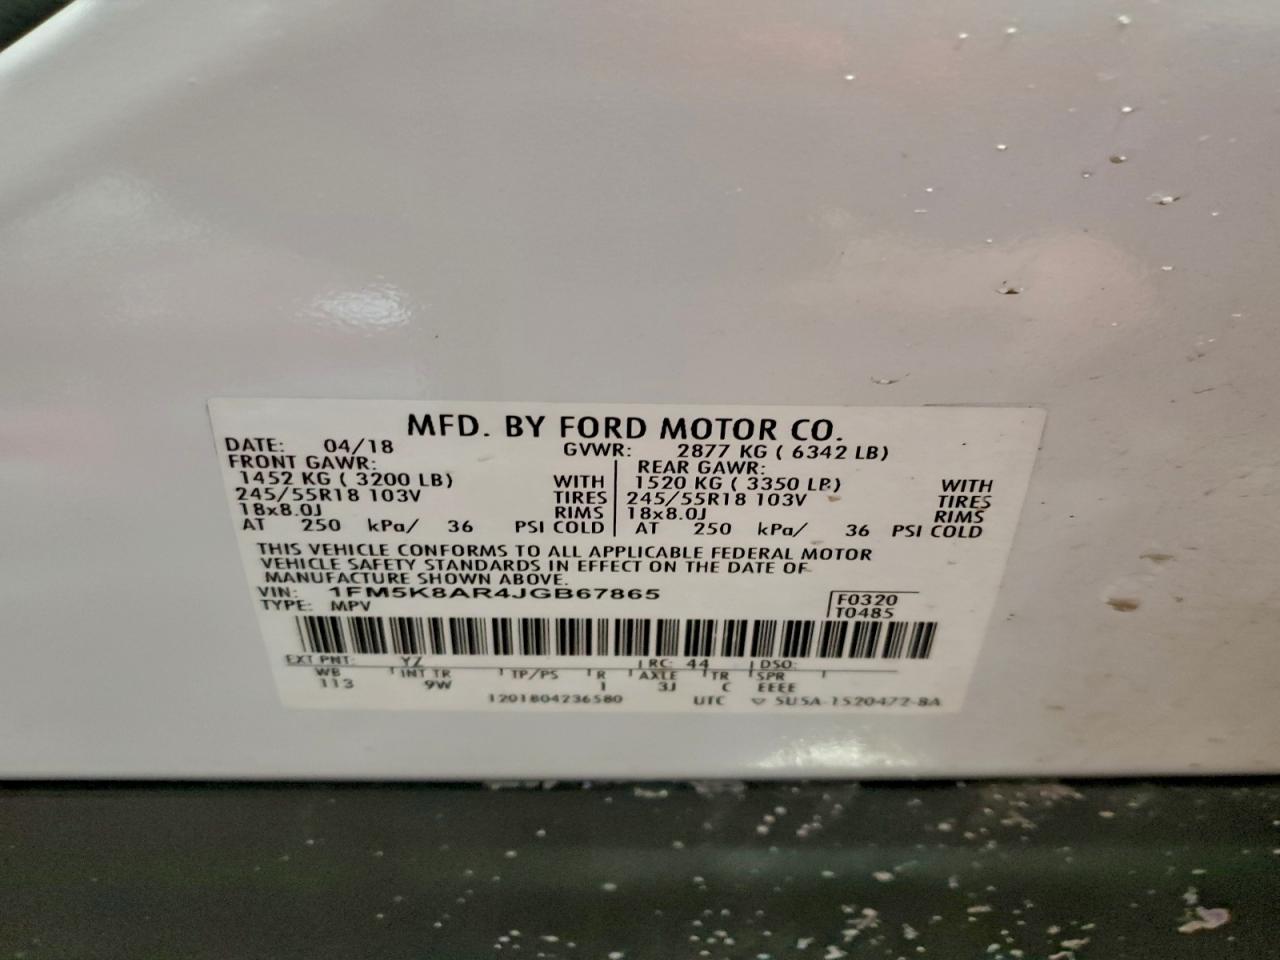 MFD. BY FORD MOTOR CO.
DATE: 04/18 GVWR: 2877 KG ( 6342 LB)
FRONT GAWR: REAR GAWR:
1452 KG ( 3200 LB) WITH 1520 KG ( 3350 LB) WITH
245/55R18 103V TIRES 245/55R18 103V TIRES
18x8.0J RIMS 18x8.0J RIMS
AT 250 kPa/ 36 PSI COLD AT 250 kPa/ 36 PSI COLD
THIS VEHICLE CONFORMS TO ALL APPLICABLE FEDERAL MOTOR
VEHICLE SAFETY STANDARDS IN EFFECT ON THE DATE OF
MANUFACTURE SHOWN ABOVE.
VIN: 1FM5K8AR4JGB67865 F0320
TYPE: MPV T0485
EXT PNT: YZ RC: 44 DSO:
WB INT TR TP/PS R AXLE TR SPR
113 9W 1 3J C EEEE
1201804236580 UTC ▽ 5U5A-1520472-BA